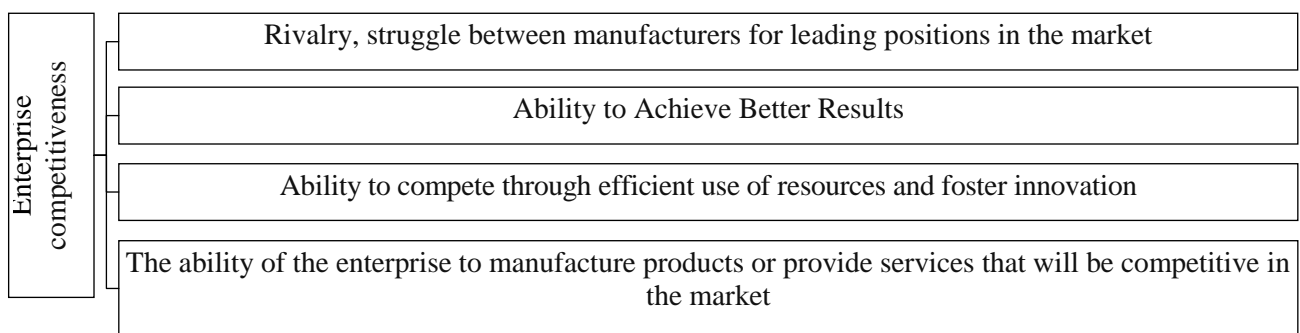 Enterprise
competitiveness
Rivalry, struggle between manufacturers for leading positions in the market
Ability to Achieve Better Results
Ability to compete through efficient use of resources and foster innovation
The ability of the enterprise to manufacture products or provide services that will be competitive in
the market